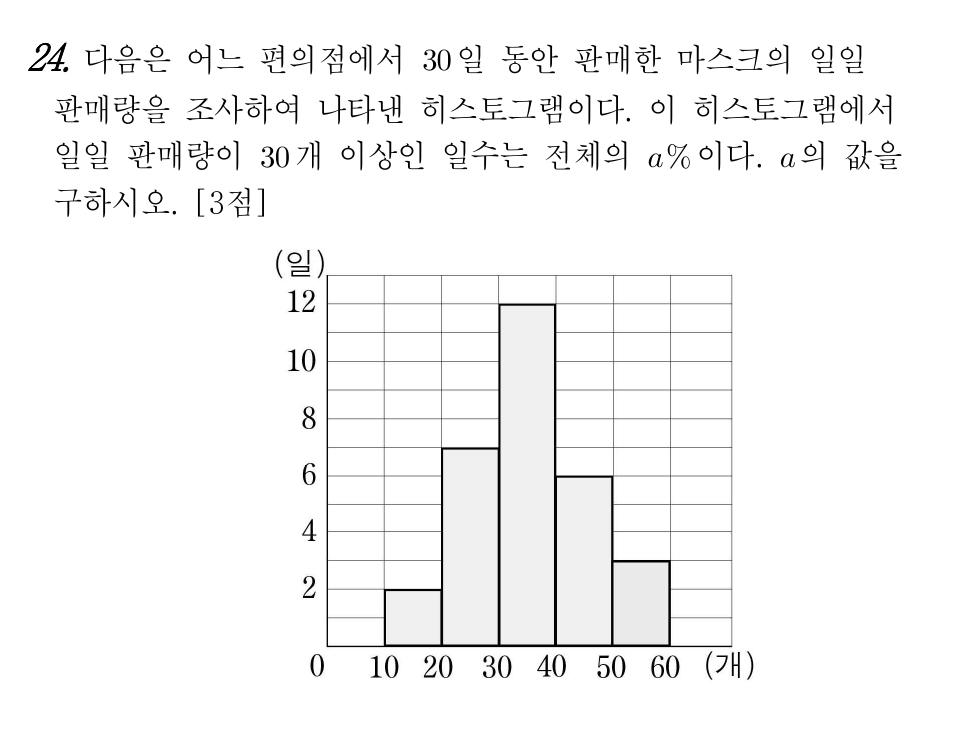 24. 다음은 어느 편의점에서 30일 동안 판매한 마스크의 일일
판매량을 조사하여 나타낸 히스토그램이다. 이 히스토그램에서
일일 판매량이 30개 이상인 일수는 전체의 a%이다. a의 값을
구하시오. [3점]
(일)
12
10
8
6
4
2
0 10 20 30 40 50 60 (개)